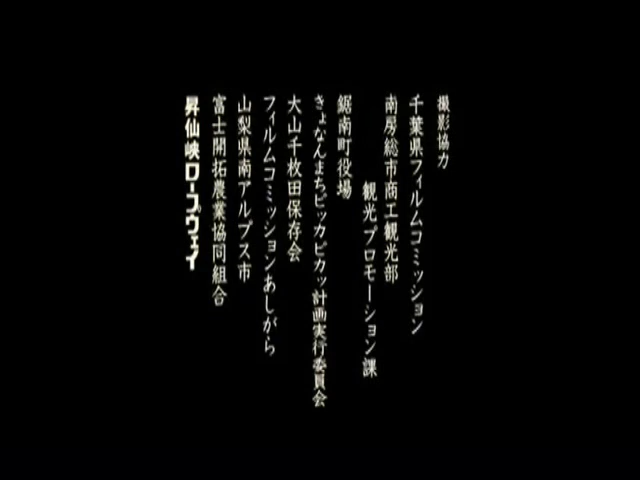 撮影協力
千葉県フィルムコミッション
南房総市商工観光部
観光プロモーション課
鋸南町役場
きょなんまちピッカピカッ計画実行委員会
大山千枚田保存会
フィルムコミッションあしがら
山梨県南アルプス市
富士開拓農業協同組合
昇仙峡ロープウェイ